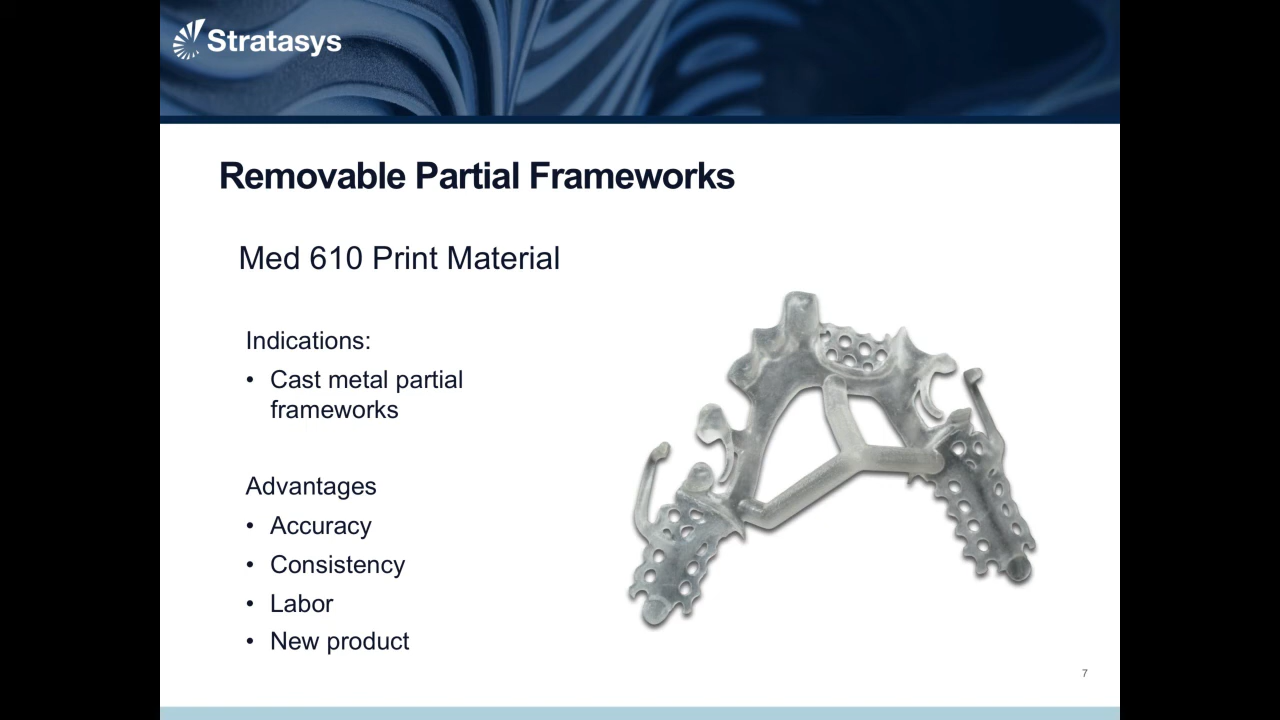 Stratasys
Removable Partial Frameworks
Med 610 Print Material
Indications:
• Cast metal partial
frameworks
Advantages
• Accuracy
• Consistency
• Labor
• New product
7